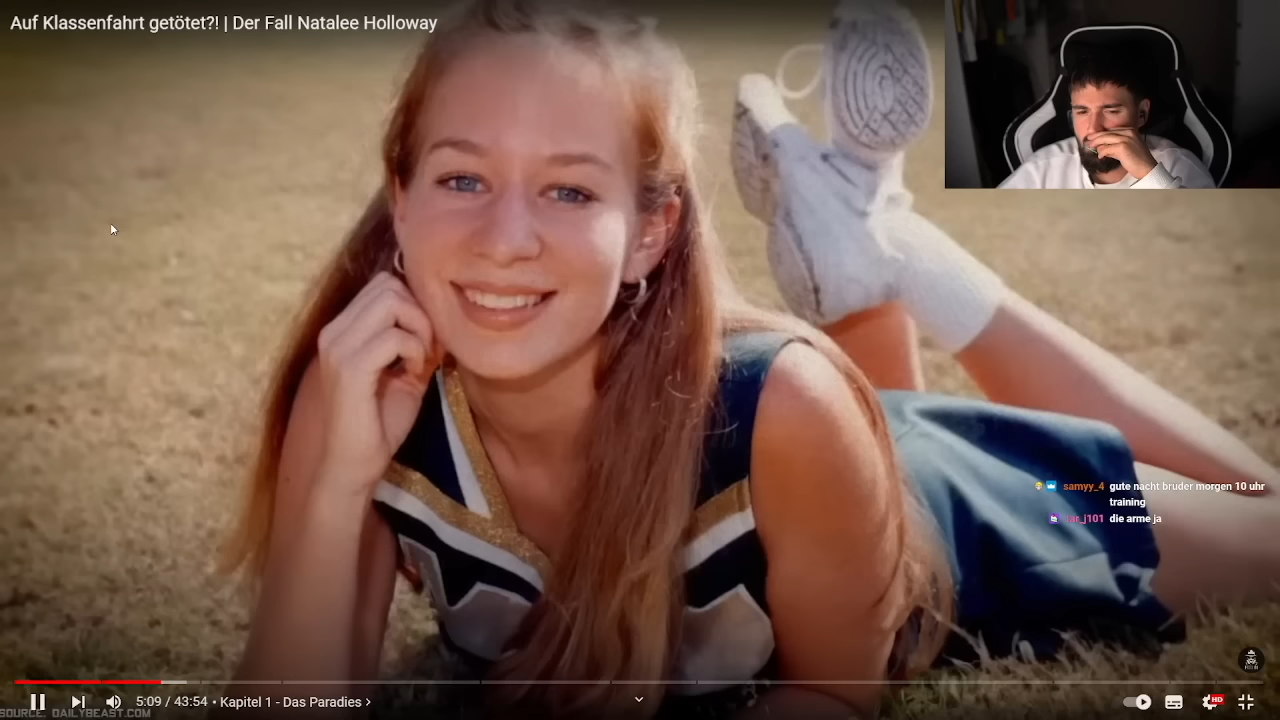 Auf Klassenfahrt getötet?! | Der Fall Natalee Holloway
samyy_4 gute nacht bruder morgen 10 uhr
training
die arme ja
5:09 / 43:54 • Kapitel 1 - Das Paradies
HD
SOURCE: DAILYBEAST.COM